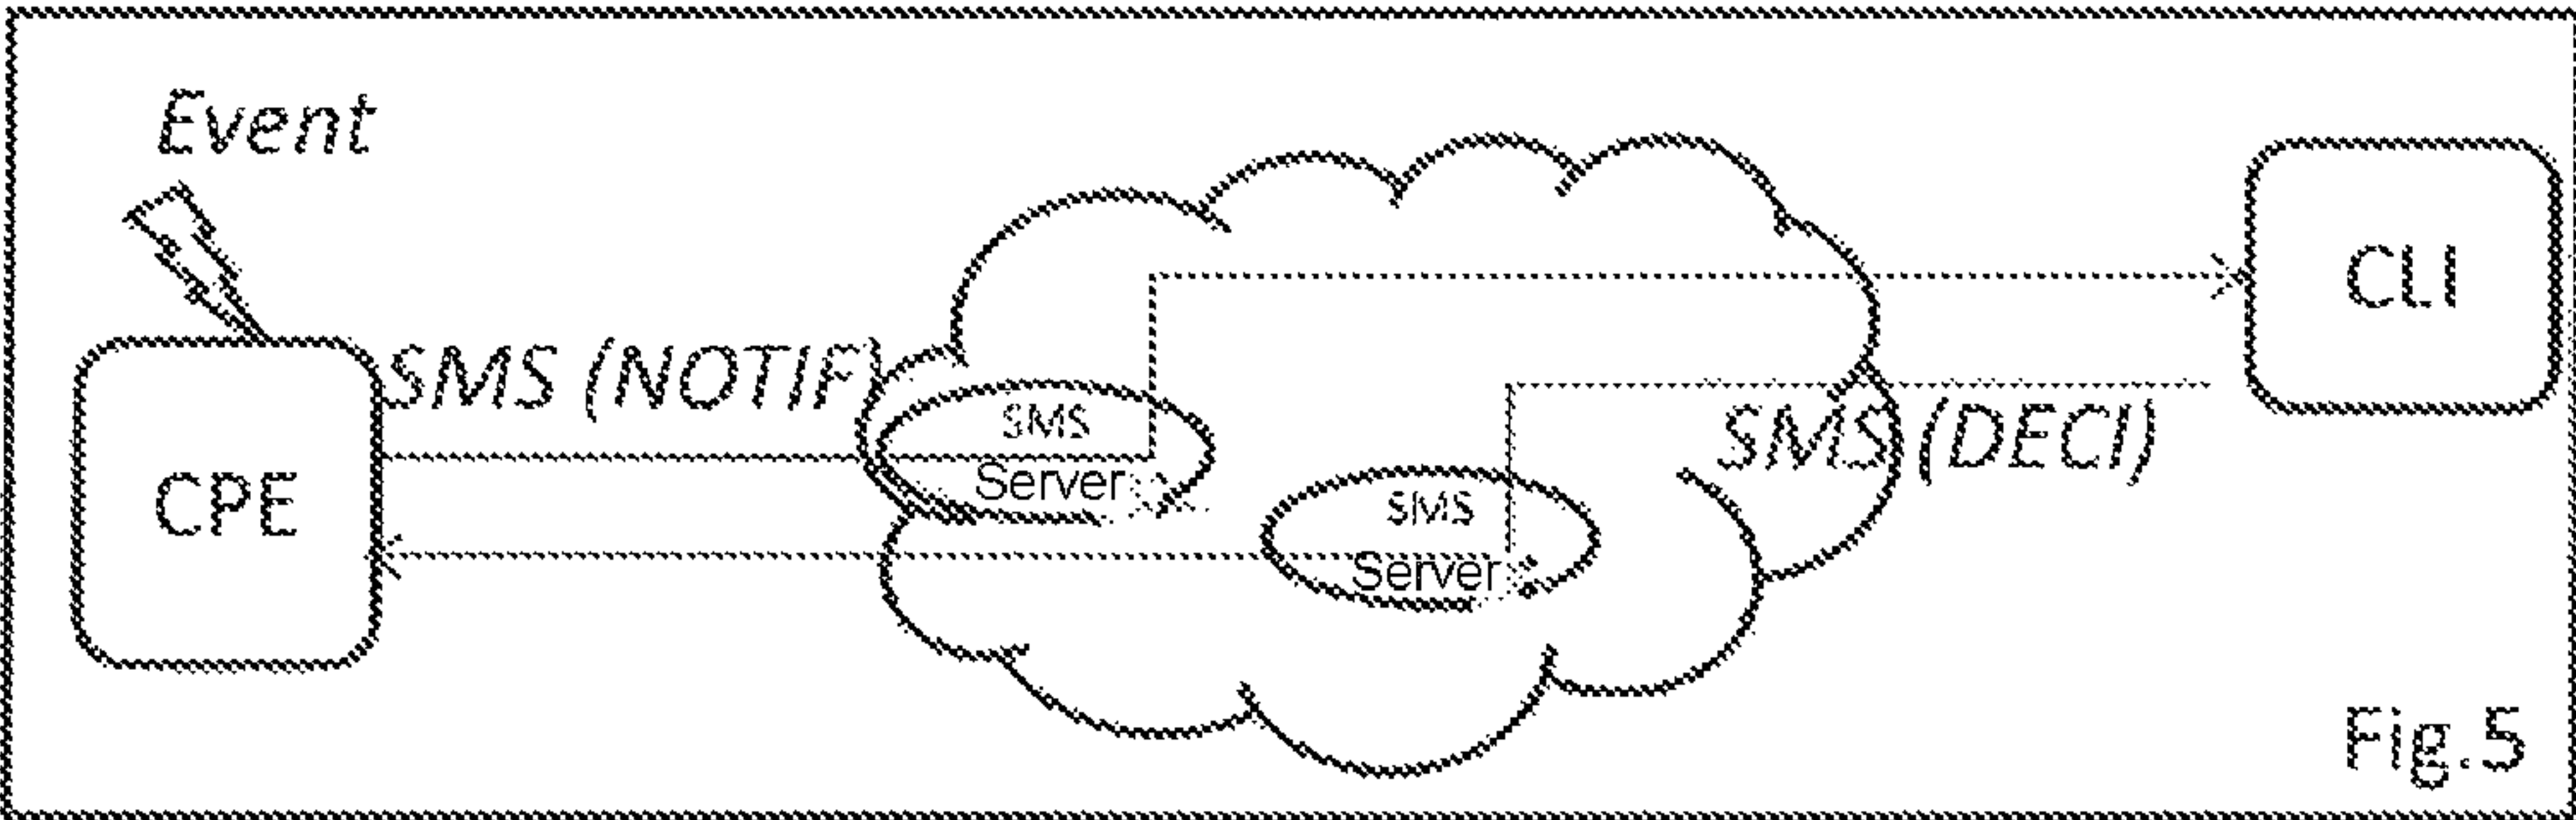 Event
CLI
SMS (NOTIF)
SMS
Server
SMS (DECI)
CPE
SMS
Server
Fig.5